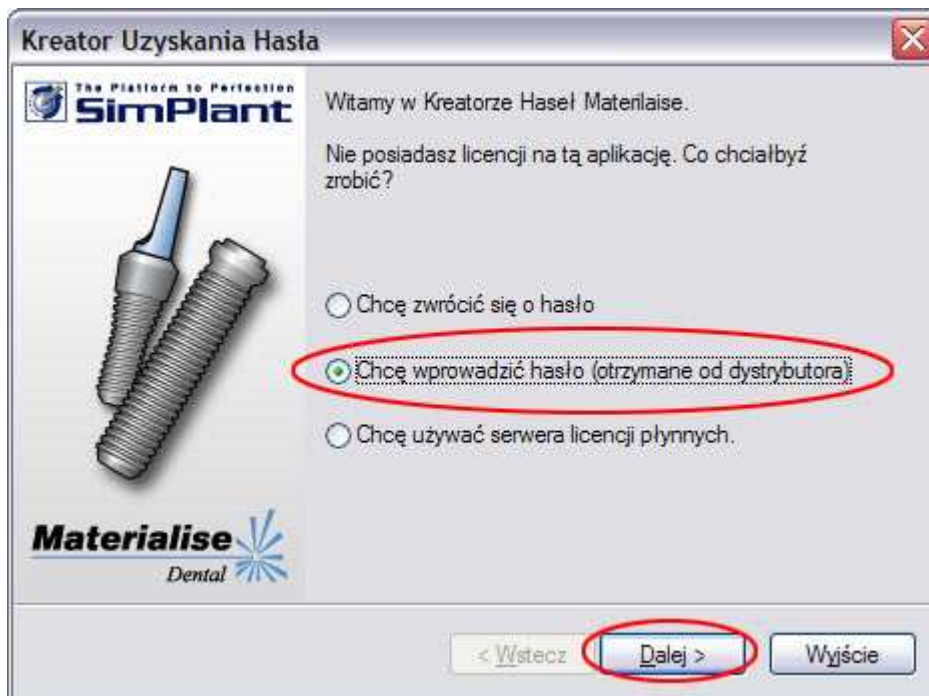 Kreator Uzyskania Hasła
The Platform to Perfection
SimPlant
Witamy w Kreatorze Haseł Materilaise.
Nie posiadasz licencji na tą aplikację. Co chciałbyź
zrobić?
Chcę zwrócić się o hasło
Chcę wprowadzić hasło (otrzymane od dystrybutora)
Chcę używać serwera licencji płynnych.
Materialise
Dental
< Wstecz
Dalej >
Wyjście